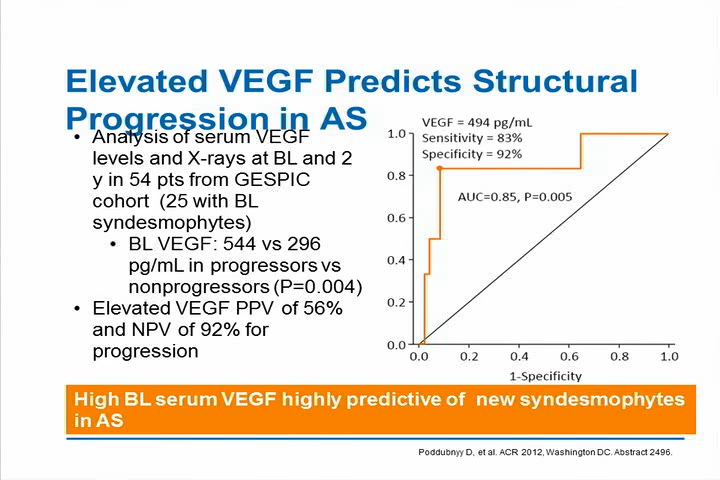 Elevated VEGF Predicts Structural
Progression in AS
• Analysis of serum VEGF
levels and X-rays at BL and 2
y in 54 pts from GESPIC
cohort (25 with BL
syndesmophytes)
• BL VEGF: 544 vs 296
pg/mL in progressors vs
nonprogressors (P=0.004)
• Elevated VEGF PPV of 56%
and NPV of 92% for
progression
VEGF = 494 pg/mL
Sensitivity = 83%
Specificity = 92%
AUC=0.85, P=0.005
1.0
0.8
0.6
0.4
0.2
0.0
0.0 0.2 0.4 0.6 0.8 1.0
1-Specificity
High BL serum VEGF highly predictive of new syndesmophytes
in AS
Poddubnyy D, et al. ACR 2012, Washington DC. Abstract 2496.